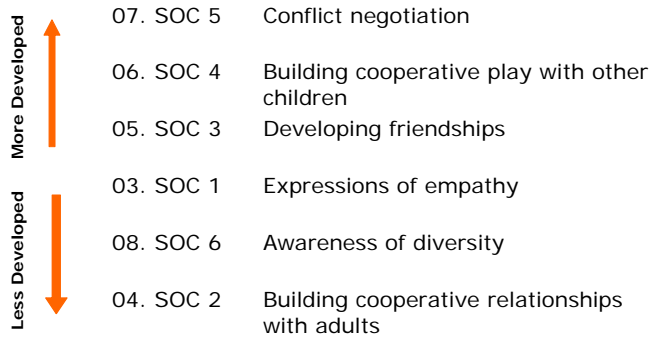 More Developed
07. SOC 5 Conflict negotiation
06. SOC 4 Building cooperative play with other
children
05. SOC 3 Developing friendships
Less Developed
03. SOC 1 Expressions of empathy
08. SOC 6 Awareness of diversity
04. SOC 2 Building cooperative relationships
with adults